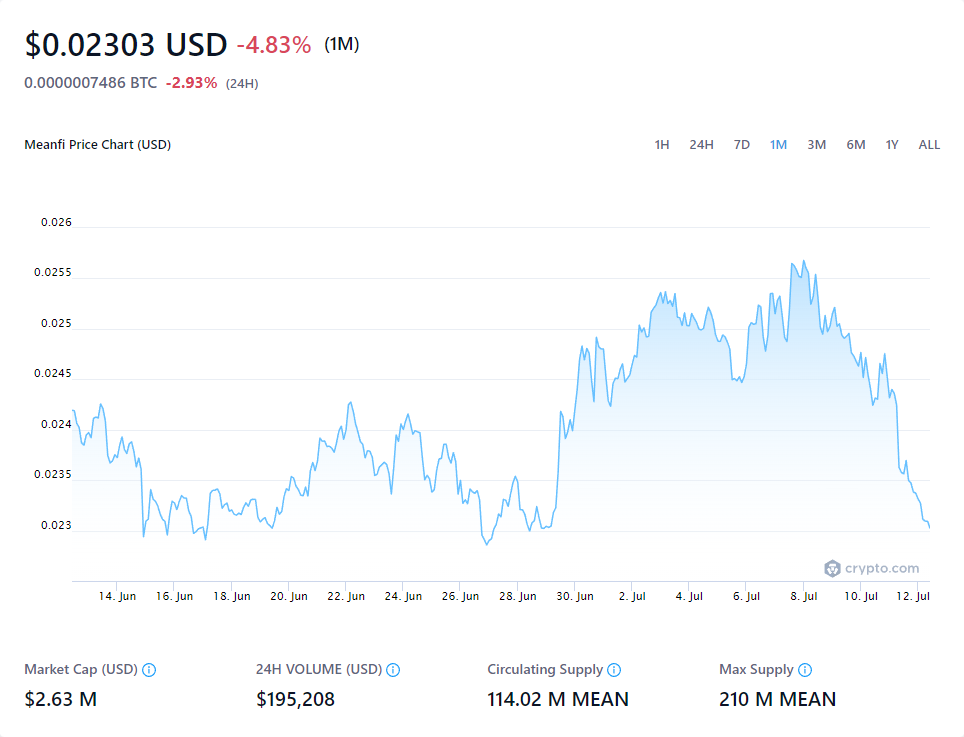 $0.02303 USD -4.83% (1M)
0.0000007486 BTC -2.93% (24H)
Meanfi Price Chart (USD)
1H 24H 7D 1M 3M 6M 1Y ALL
0.026
0.0255
0.025
0.0245
0.024
0.0235
0.023
crypto.com
14. Jun 16. Jun 18. Jun 20. Jun 22. Jun 24. Jun 26. Jun 28. Jun 30. Jun 2. Jul 4. Jul 6. Jul 8. Jul 10. Jul 12. Jul
Market Cap (USD) 24H VOLUME (USD) Circulating Supply Max Supply
$2.63 M $195,208 114.02 M MEAN 210 M MEAN